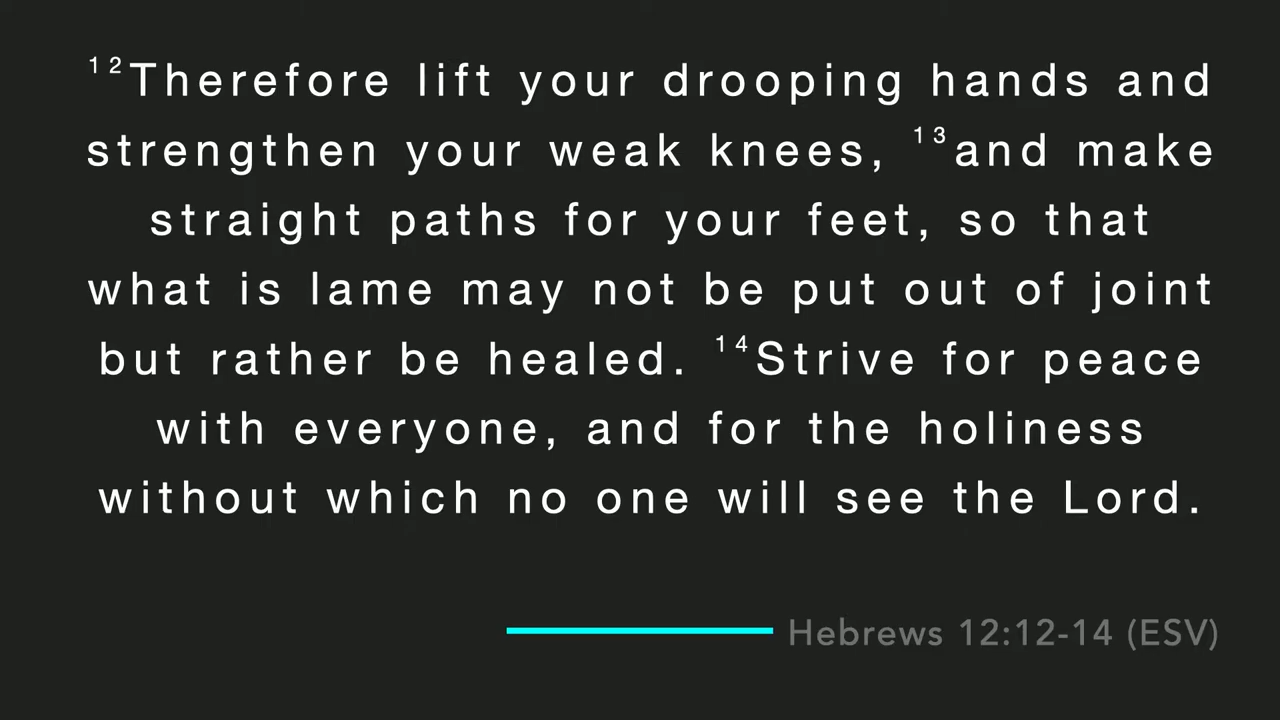 ¹²Therefore lift your drooping hands and
strengthen your weak knees, ¹³and make
straight paths for your feet, so that
what is lame may not be put out of joint
but rather be healed. ¹⁴Strive for peace
with everyone, and for the holiness
without which no one will see the Lord.
Hebrews 12:12-14 (ESV)